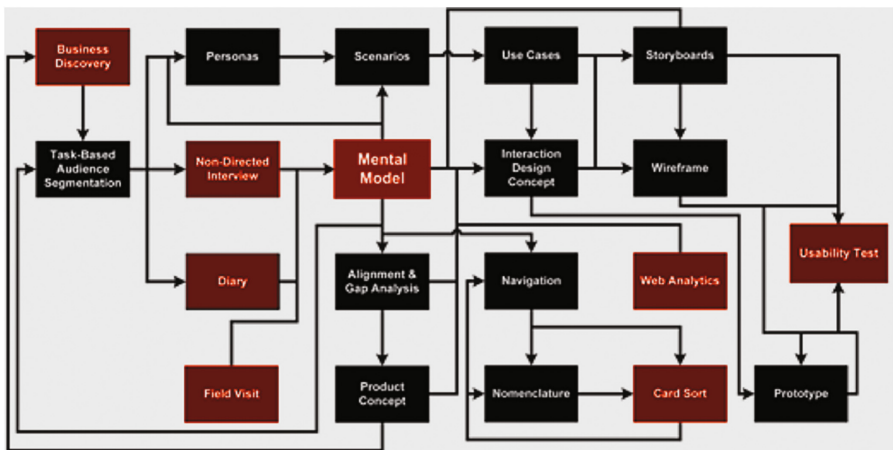 Business
Discovery
Personas
Scenarios
Use Cases
Storyboards
Task-Based
Audience
Segmentation
Non-Directed
Interview
Mental
Model
Interaction
Design
Concept
Wireframe
Usability Test
Diary
Alignment &
Gap Analysis
Navigation
Web Analytics
Field Visit
Product
Concept
Nomenclature
Card Sort
Prototype